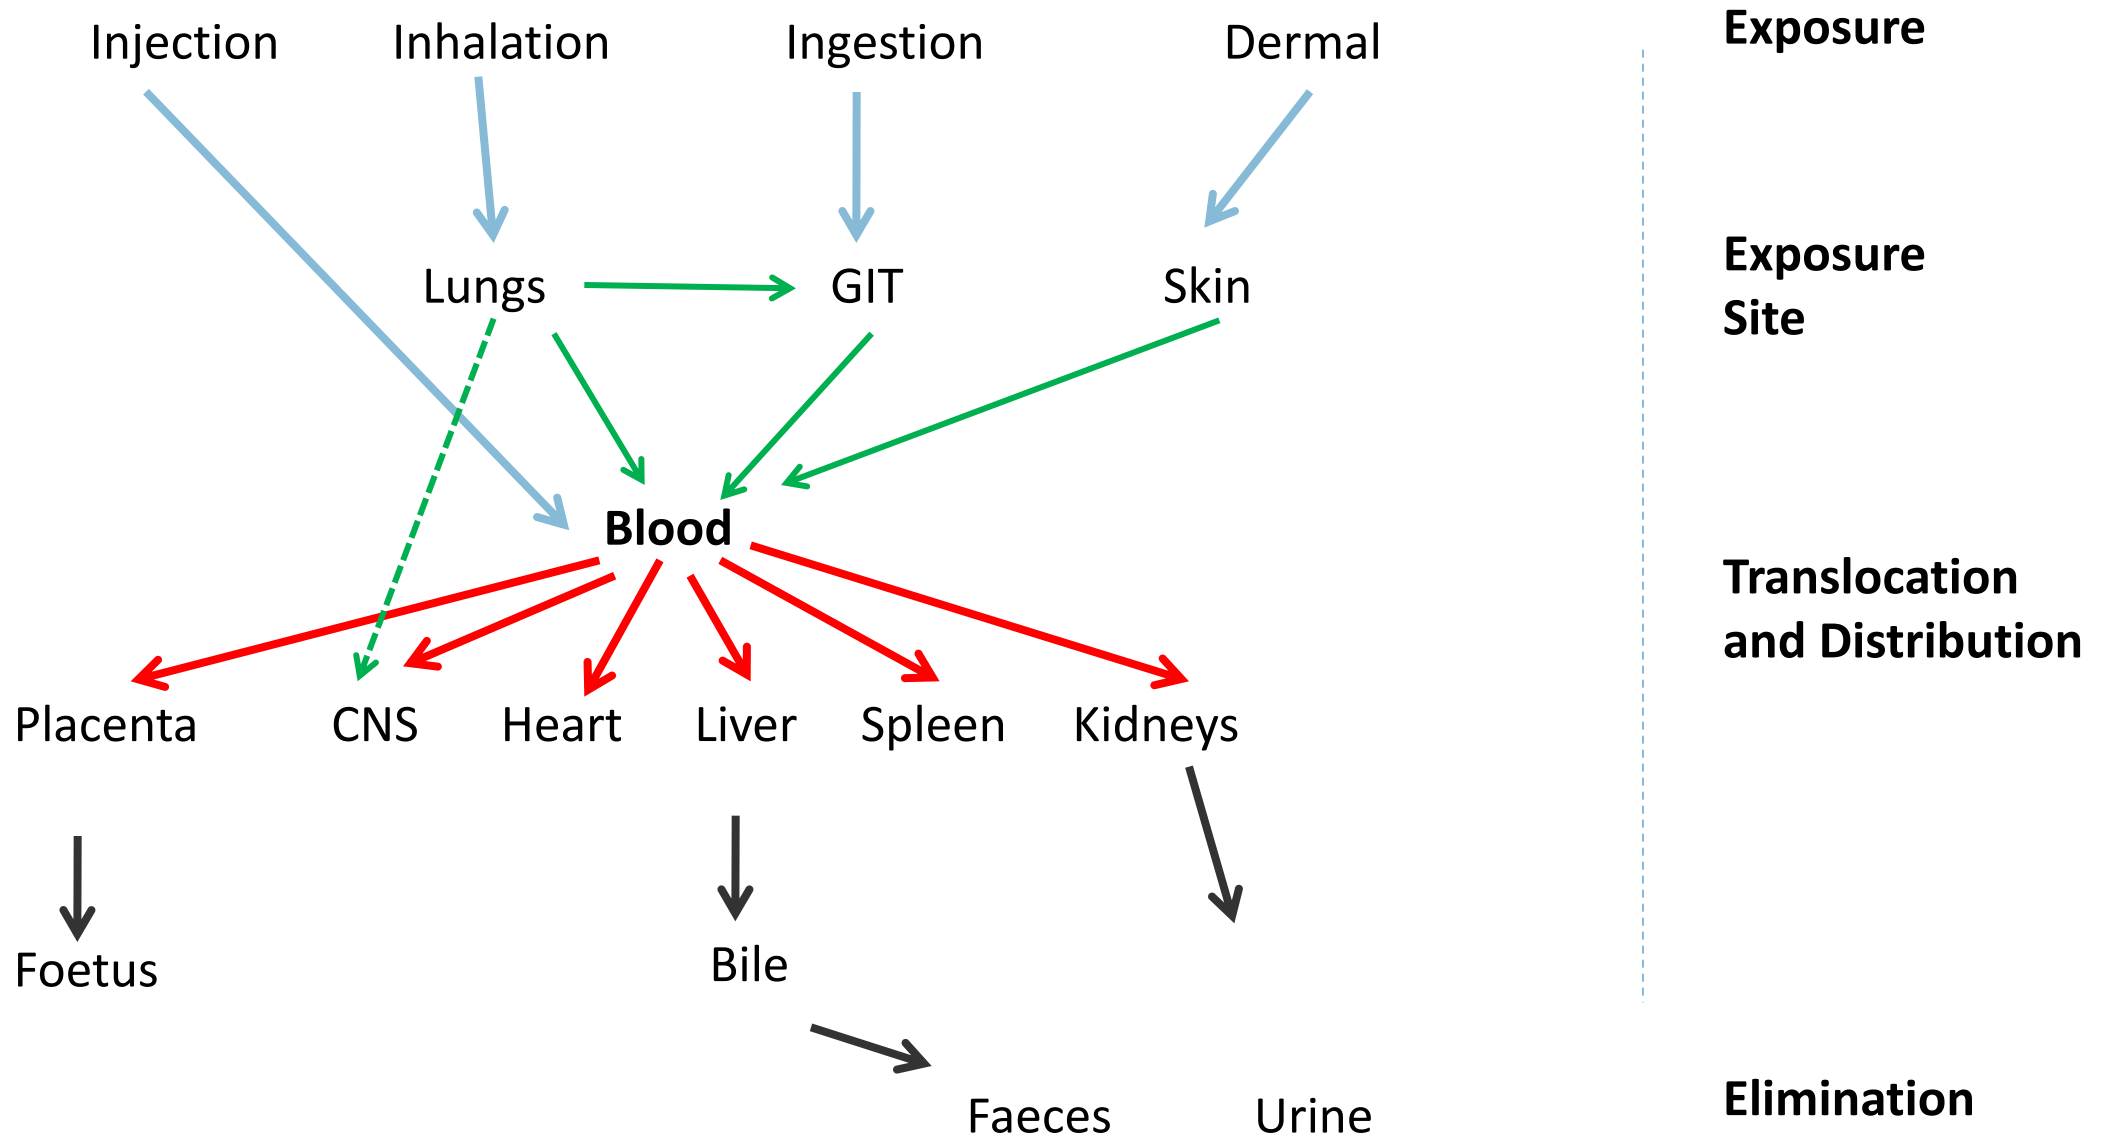 Injection
Inhalation
Ingestion
Dermal
Exposure
Lungs
GIT
Skin
Exposure
Site
Blood
Translocation
and Distribution
Placenta
CNS
Heart
Liver
Spleen
Kidneys
Foetus
Bile
Faeces
Urine
Elimination